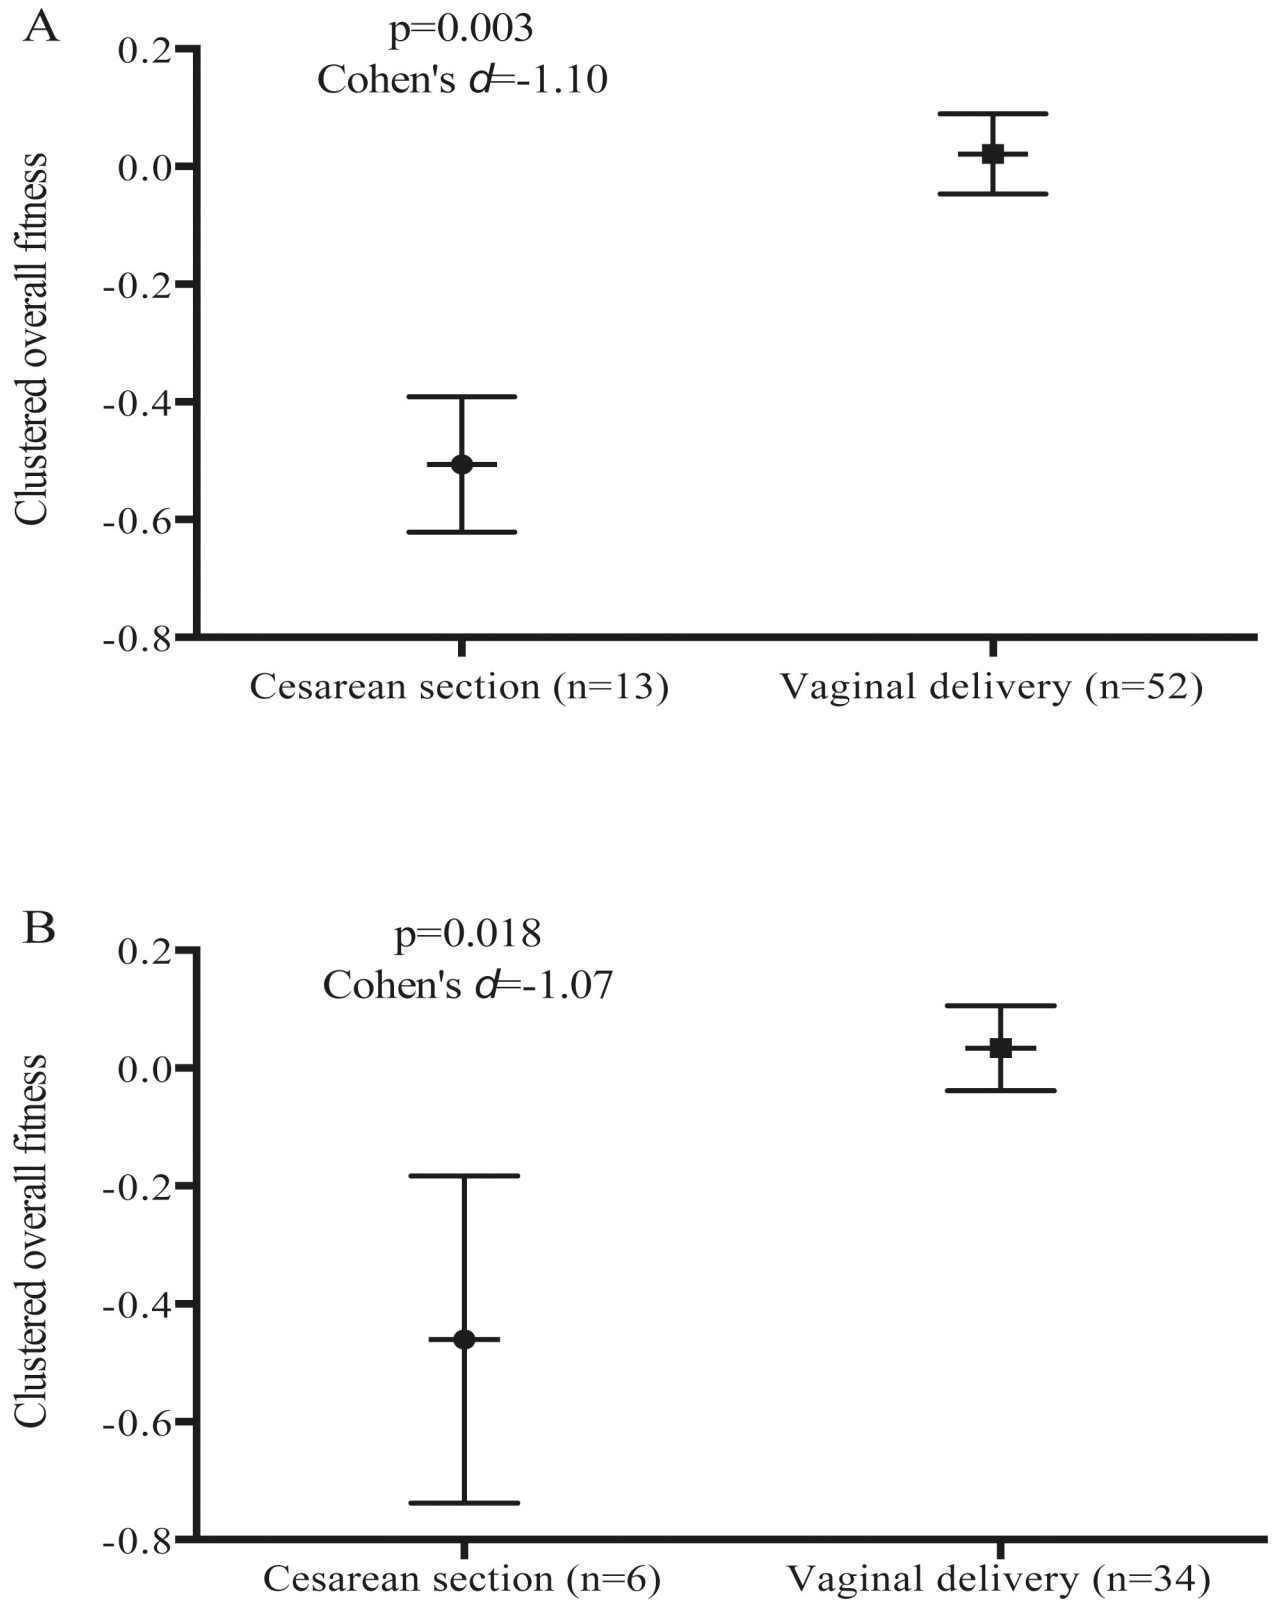 A
p=0.003
Cohen's d=-1.10
Clustered overall fitness
0.2
0.0
-0.2
-0.4
-0.6
-0.8
Cesarean section (n=13)
Vaginal delivery (n=52)
B
p=0.018
Cohen's d=-1.07
Clustered overall fitness
0.2
0.0
-0.2
-0.4
-0.6
-0.8
Cesarean section (n=6)
Vaginal delivery (n=34)